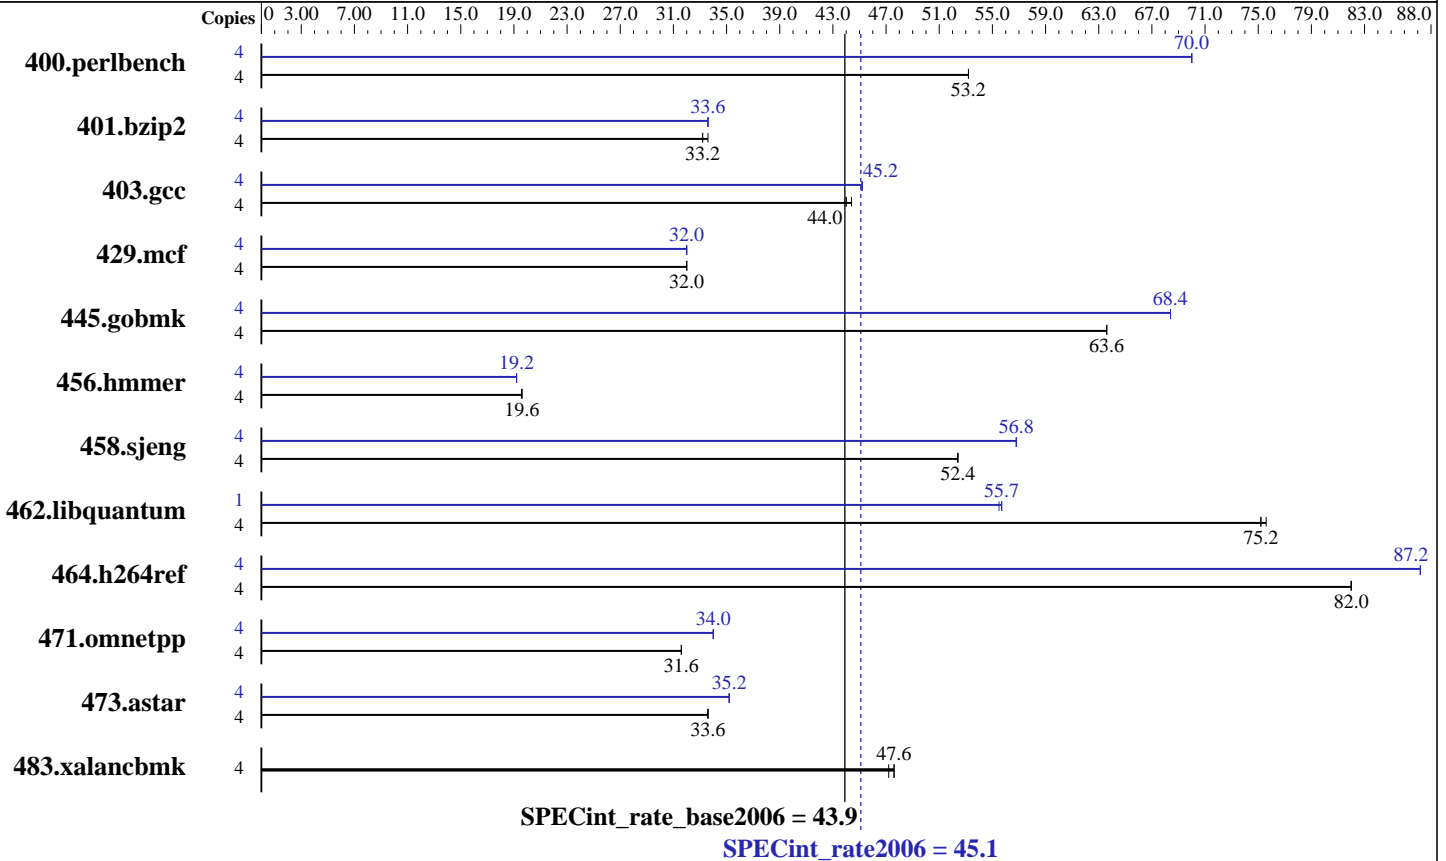 Copies 0 3.00 7.00 11.0 15.0 19.0 23.0 27.0 31.0 35.0 39.0 43.0 47.0 51.0 55.0 59.0 63.0 67.0 71.0 75.0 79.0 83.0 88.0
400.perlbench 4 70.0
4 53.2
401.bzip2 4 33.6
4 33.2
403.gcc 4 45.2
4 44.0
429.mcf 4 32.0
4 32.0
445.gobmk 4 68.4
4 63.6
456.hmmer 4 19.2
4 19.6
458.sjeng 4 56.8
4 52.4
462.libquantum 1 55.7
4 75.2
464.h264ref 4 87.2
4 82.0
471.omnetpp 4 34.0
4 31.6
473.astar 4 35.2
4 33.6
483.xalancbmk 4 47.6
SPECint_rate_base2006 = 43.9
SPECint_rate2006 = 45.1